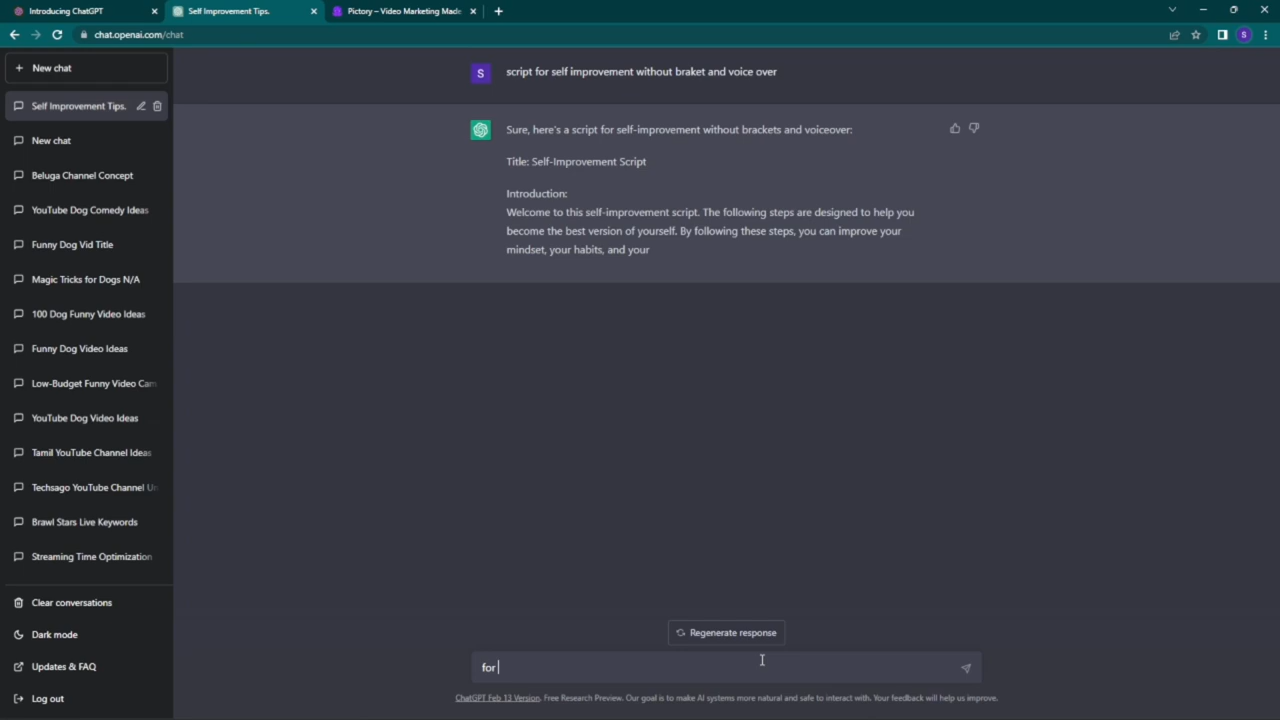 Introducing ChatGPT
Self Improvement Tips.
Pictory – Video Marketing Made
chat.openai.com/chat
S
New chat
Self Improvement Tips.
New chat
Beluga Channel Concept
YouTube Dog Comedy Ideas
Funny Dog Vid Title
Magic Tricks for Dogs N/A
100 Dog Funny Video Ideas
Funny Dog Video Ideas
Low-Budget Funny Video Cam
YouTube Dog Video Ideas
Tamil YouTube Channel Ideas
Techsago YouTube Channel Un
Brawl Stars Live Keywords
Streaming Time Optimization
Clear conversations
Dark mode
Updates & FAQ
Log out
S
script for self improvement without braket and voice over
Sure, here's a script for self-improvement without brackets and voiceover:
Title: Self-Improvement Script
Introduction:
Welcome to this self-improvement script. The following steps are designed to help you
become the best version of yourself. By following these steps, you can improve your
mindset, your habits, and your
Regenerate response
for
ChatGPT Feb 13 Version. Free Research Preview. Our goal is to make AI systems more natural and safe to interact with. Your feedback will help us improve.